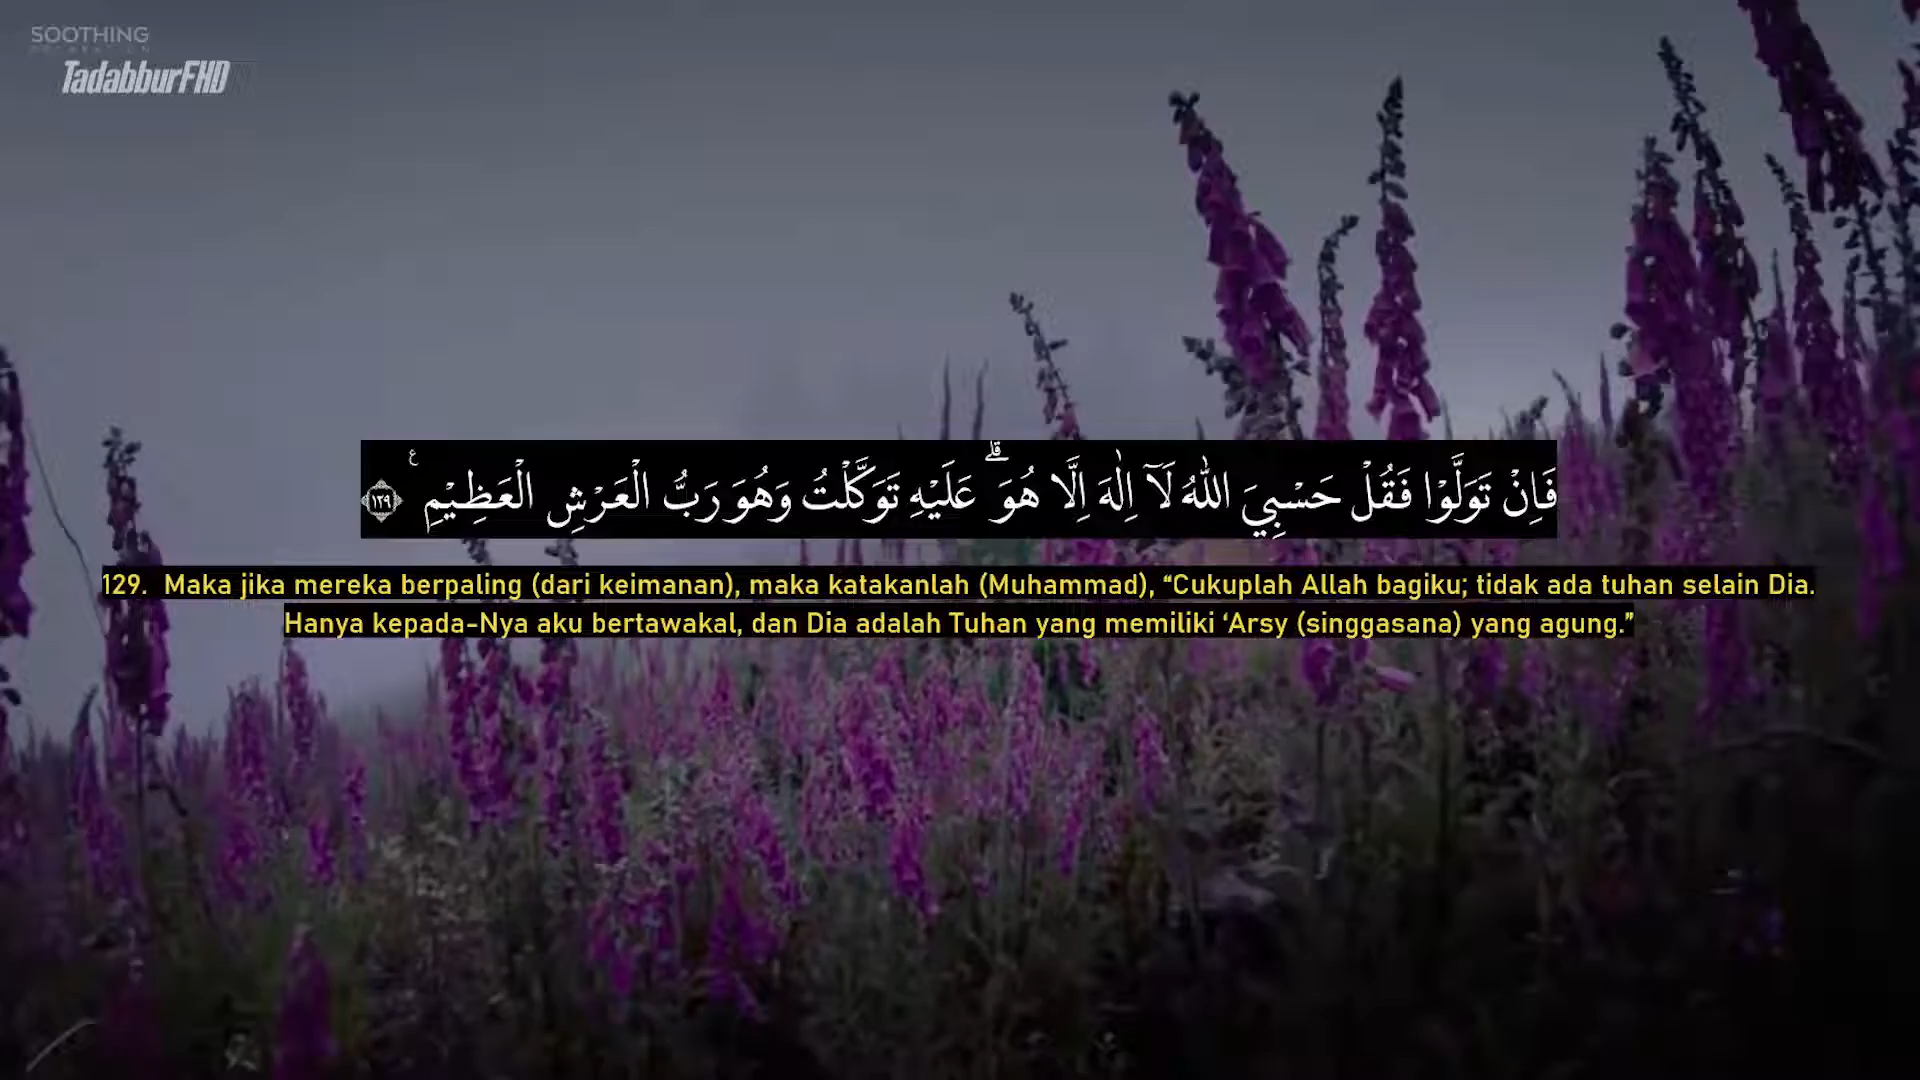 SOOTHING
RELAXATION
TadabburFHD
فَاِنْ تَوَلَّوْا فَقُلْ حَسْبِيَ اللّٰهُ لَآ اِلٰهَ اِلَّا هُوَ ۗ عَلَيْهِ تَوَكَّلْتُ وَهُوَ رَبُّ الْعَرْشِ الْعَظِيْمِ ࣖ ١٢٩
129. Maka jika mereka berpaling (dari keimanan), maka katakanlah (Muhammad), “Cukuplah Allah bagiku; tidak ada tuhan selain Dia.
Hanya kepada-Nya aku bertawakal, dan Dia adalah Tuhan yang memiliki ‘Arsy (singgasana) yang agung.”